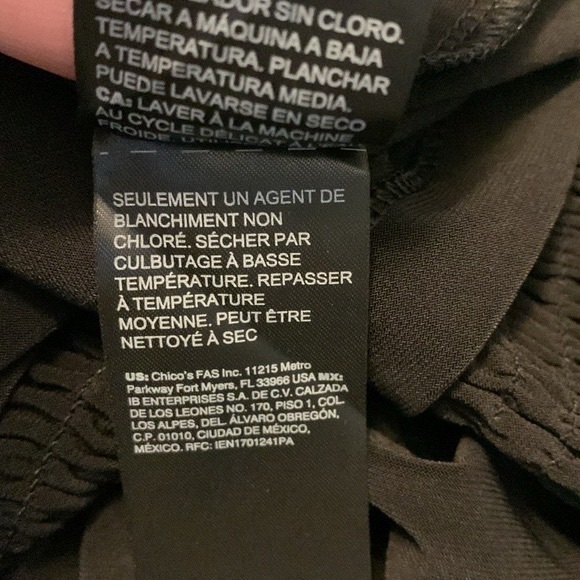 SIN CLORO.
SECAR A MÁQUINA A BAJA
TEMPERATURA. PLANCHAR
A TEMPERATURA MEDIA.
PUEDE LAVARSE EN SECO
CA: LAVER À LA MACHINE
AU CYCLE DÉLICAT À L'EAU
FROIDE.
SEULEMENT UN AGENT DE
BLANCHIMENT NON
CHLORÉ. SÉCHER PAR
CULBUTAGE À BASSE
TEMPÉRATURE. REPASSER
À TEMPÉRATURE
MOYENNE. PEUT ÊTRE
NETTOYÉ À SEC
US: Chico's FAS Inc. 11215 Metro
Parkway Fort Myers, FL 33966 USA MX:
IB ENTERPRISES S.A. DE C.V. CALZADA
DE LOS LEONES NO. 170, PISO 1, COL.
LOS ALPES, DEL. ÁLVARO OBREGÓN,
C.P. 01010, CIUDAD DE MÉXICO,
MÉXICO. RFC: IEN1701241PA